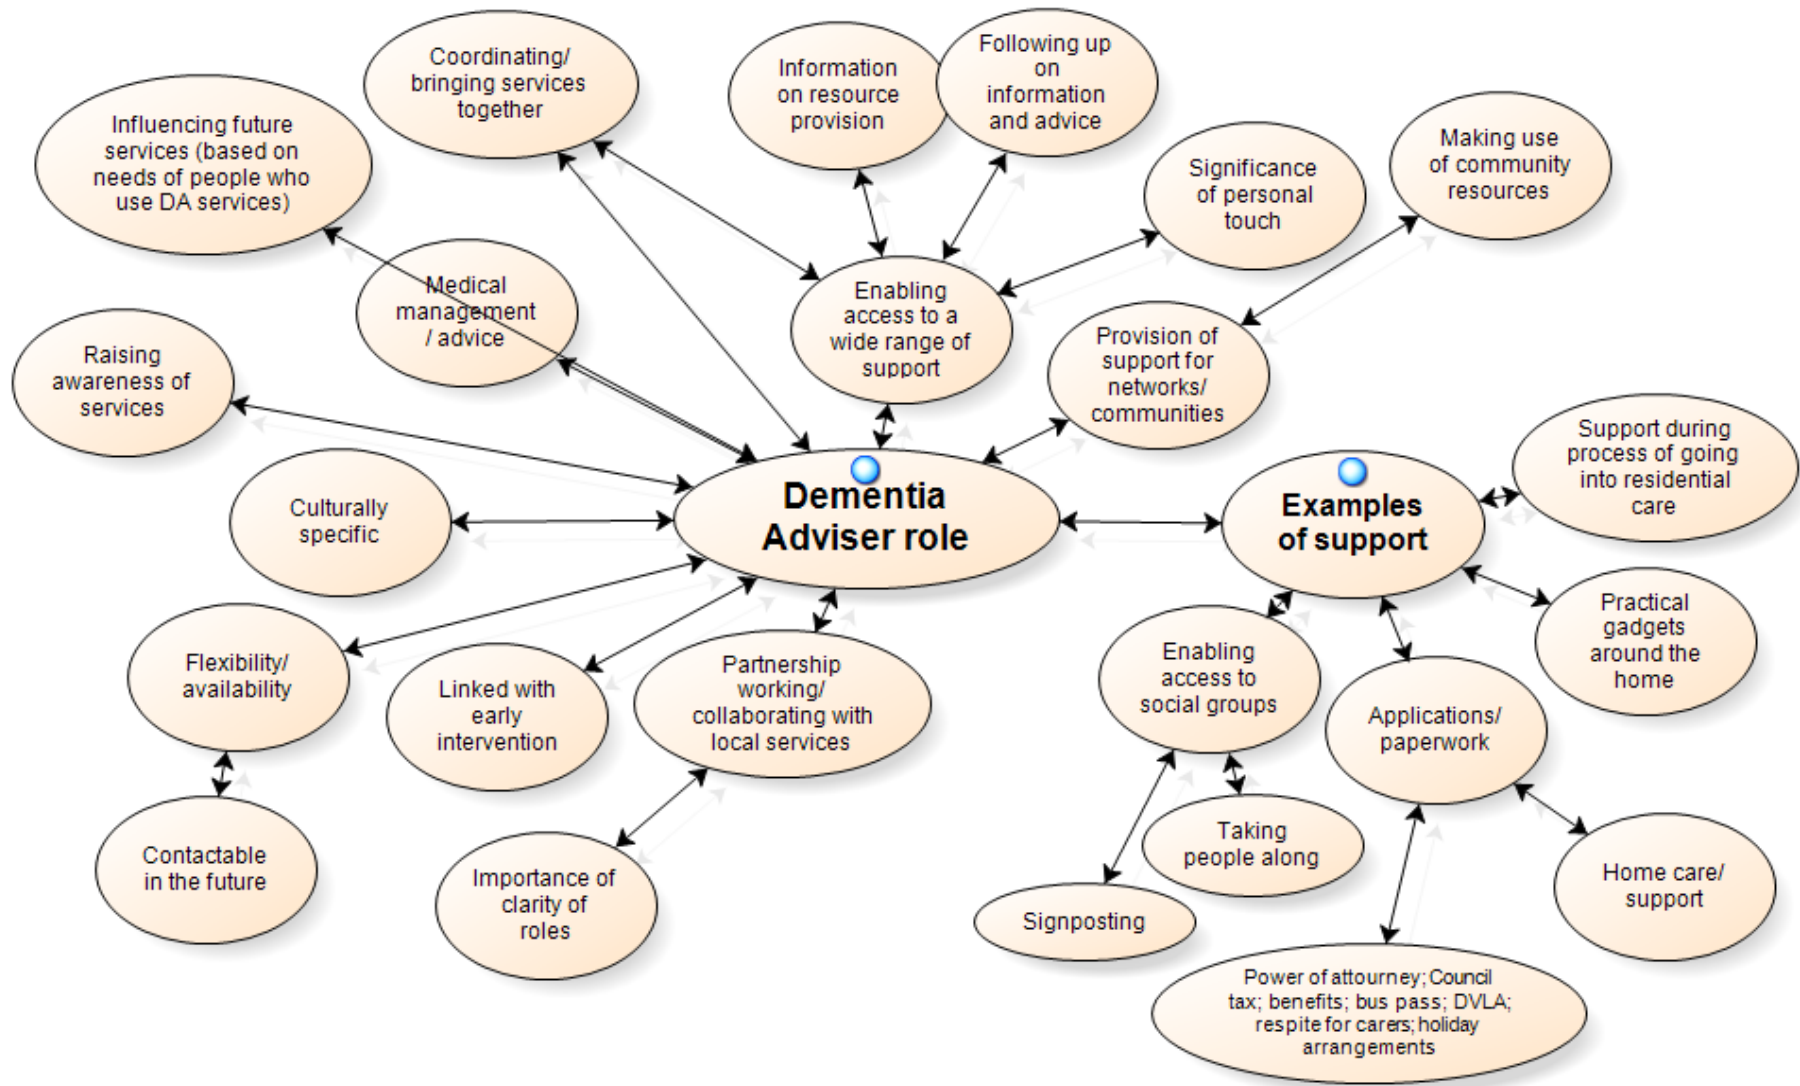 Coordinating/
bringing services
together
Information
on resource
provision
Following up
on
information
and advice
Influencing future
services (based on
needs of people who
use DA services)
Significance
of personal
touch
Making use
of community
resources
Medical
management
/ advice
Enabling
access to a
wide range of
support
Provision of
support for
networks/
communities
Raising
awareness of
services
Culturally
specific
Dementia
Adviser role
Examples
of support
Support during
process of going
into residential
care
Flexibility/
availability
Linked with
early
intervention
Partnership
working/
collaborating with
local services
Enabling
access to
social groups
Applications/
paperwork
Practical
gadgets
around the
home
Contactable
in the future
Importance of
clarity of
roles
Signposting
Taking
people along
Home care/
support
Power of attourney; Council
tax; benefits; bus pass; DVLA;
respite for carers; holiday
arrangements